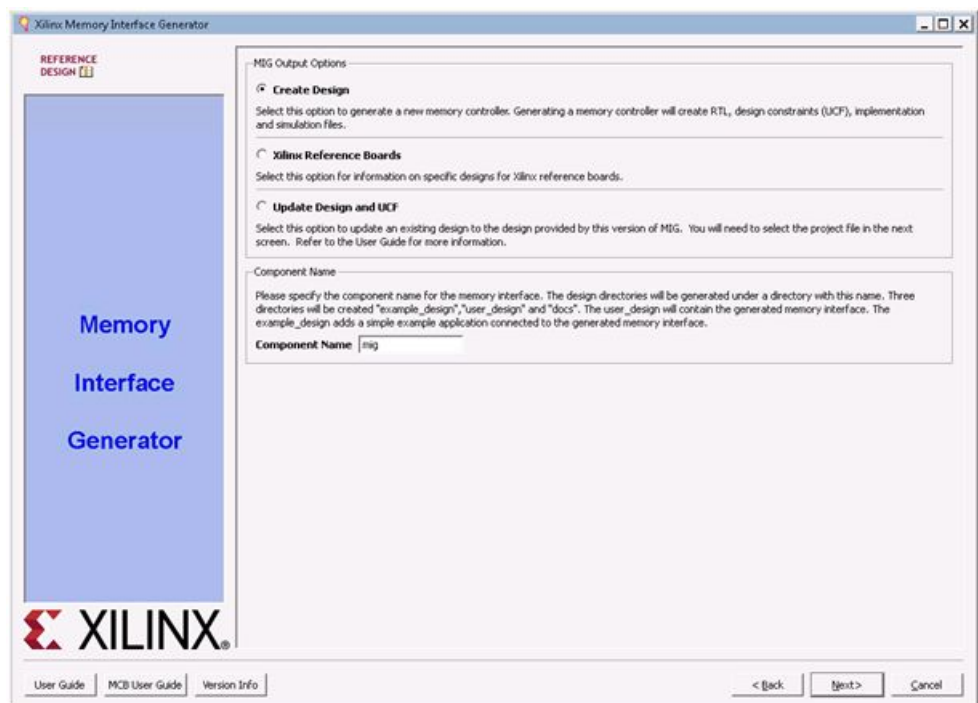 Xilinx Memory Interface Generator
REFERENCE
DESIGN
MIG Output Options
Create Design
Select this option to generate a new memory controller. Generating a memory controller will create RTL, design constraints (UCF), implementation
and simulation files.
Xilinx Reference Boards
Select this option for information on specific designs for Xilinx reference boards.
Update Design and UCF
Select this option to update an existing design to the design provided by this version of MIG. You will need to select the project file in the next
screen. Refer to the User Guide for more information.
Component Name
Please specify the component name for the memory interface. The design directories will be generated under a directory with this name. Three
directories will be created "example_design","user_design" and "docs". The user_design will contain the generated memory interface. The
example_design adds a simple example application connected to the generated memory interface.
Component Name mig
Memory
Interface
Generator
XILINX®
User Guide MCB User Guide Version Info < Back Next> Cancel